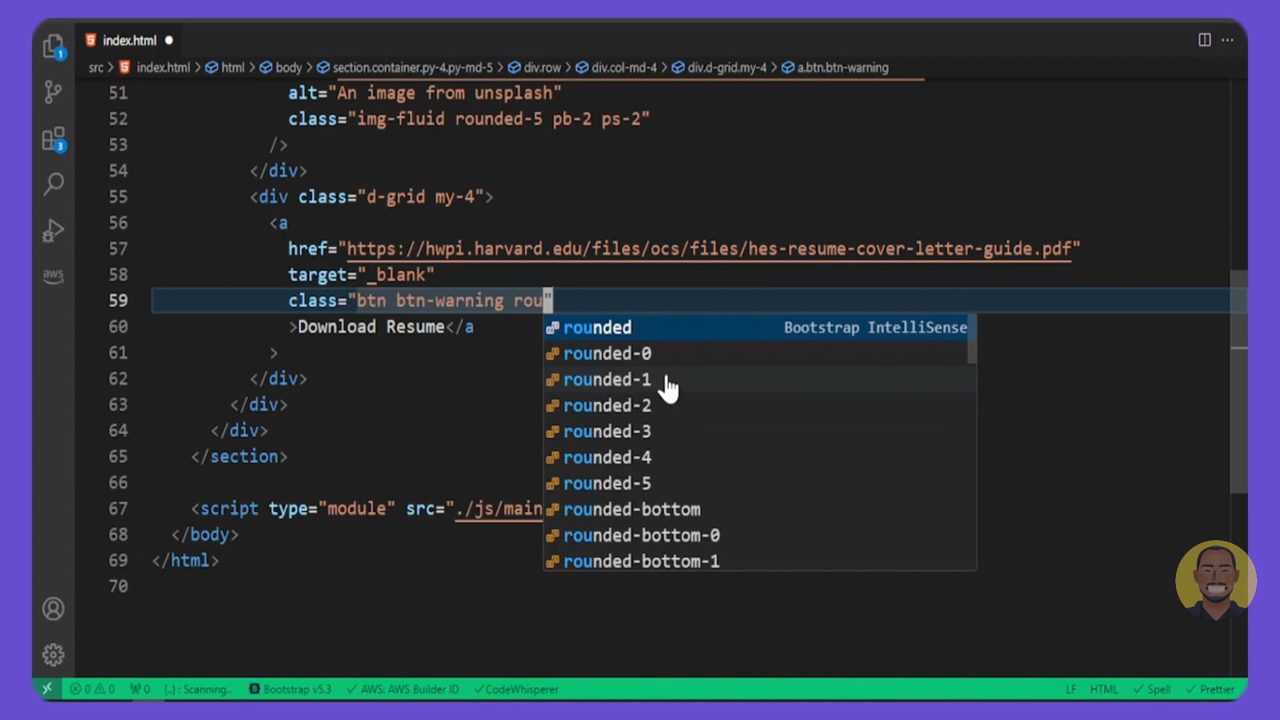 index.html
src > index.html > html > body > section.container.py-4.py-md-5 > div.row > div.col-md-4 > div.d-grid.my-4 > a.btn.btn-warning
1
51 alt="An image from unsplash"
52 class="img-fluid rounded-5 pb-2 ps-2"
53 />
54 </div>
55 <div class="d-grid my-4">
56 <a
57 href="https://hwpi.harvard.edu/files/ocs/files/hes-resume-cover-letter-guide.pdf"
58 target="_blank"
59 class="btn btn-warning rou"
60 >Download Resume</a
61 >
62 </div>
63 </div>
64 </div>
65 </section>
66
67 <script type="module" src="./js/main
68 </body>
69 </html>
70
rounded Bootstrap IntelliSense
rounded-0
rounded-1
rounded-2
rounded-3
rounded-4
rounded-5
rounded-bottom
rounded-bottom-0
rounded-bottom-1
3
aws
0 0 0 {..} : Scanning.. Bootstrap v5.3 AWS: AWS Builder ID CodeWhisperer LF HTML Spell Prettier